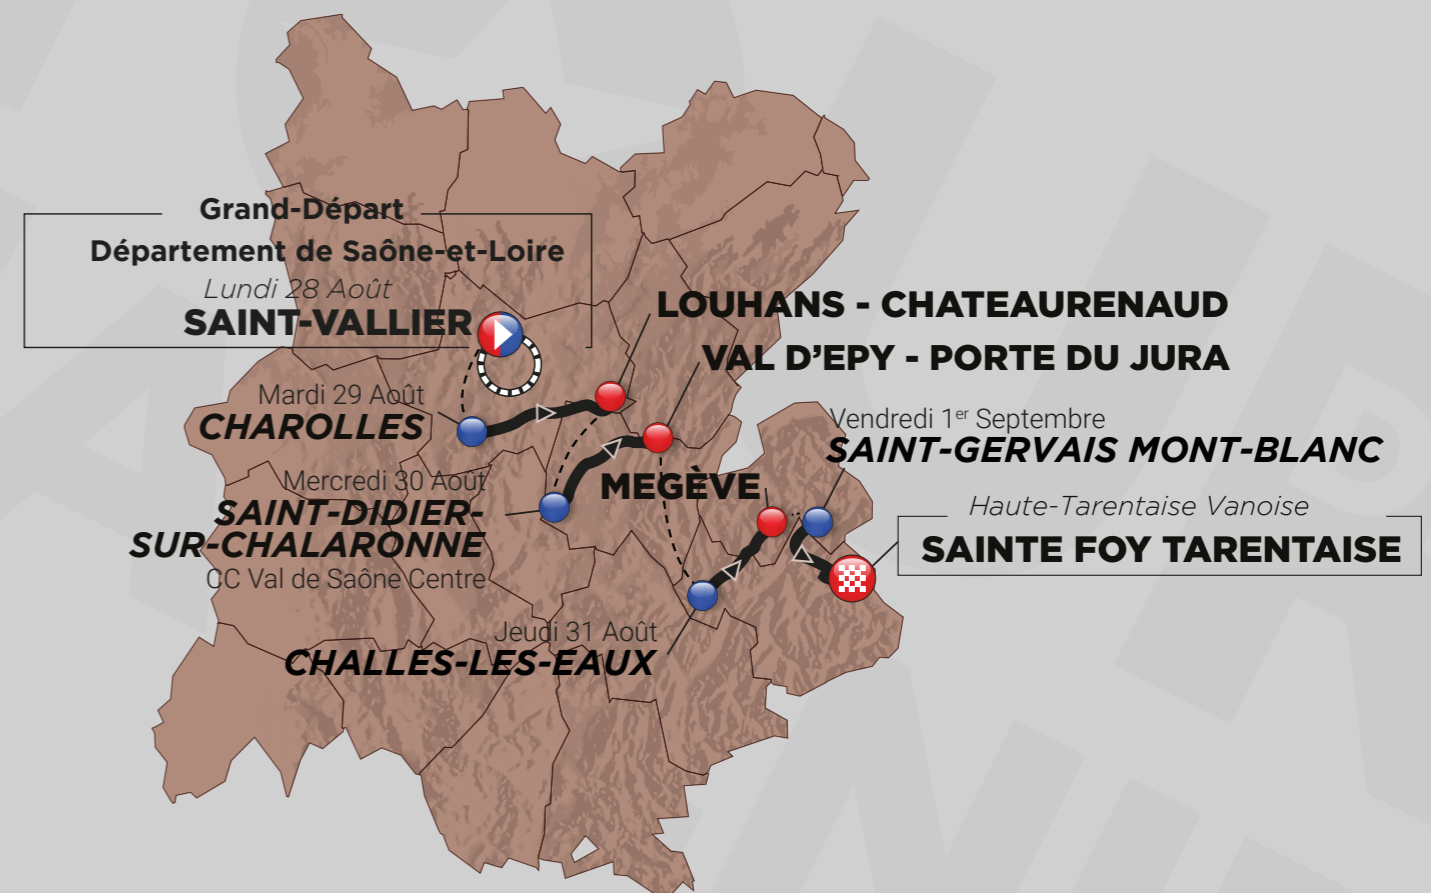 Grand-Départ
Département de Saône-et-Loire
Lundi 28 Août
SAINT-VALLIER
LOUHANS - CHATEAURENAUD
VAL D'EPY - PORTE DU JURA
Mardi 29 Août
CHAROLLES
Vendredi 1er Septembre
SAINT-GERVAIS MONT-BLANC
Mercredi 30 Août
SAINT-DIDIER-
SUR-CHALARONNE
CC Val de Saône Centre
MEGÈVE
Haute-Tarentaise Vanoise
SAINTE FOY TARENTAISE
Jeudi 31 Août
CHALLES-LES-EAUX